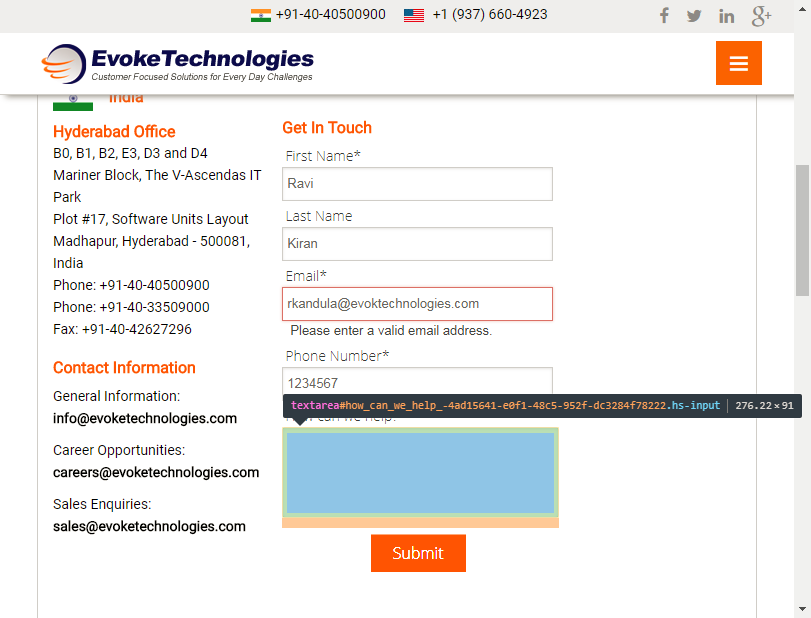 +91-40-40500900 +1 (937) 660-4923
EvokeTechnologies
Customer Focused Solutions for Every Day Challenges
India
Hyderabad Office
B0, B1, B2, E3, D3 and D4
Mariner Block, The V-Ascendas IT
Park
Plot #17, Software Units Layout
Madhapur, Hyderabad - 500081,
India
Phone: +91-40-40500900
Phone: +91-40-33509000
Fax: +91-40-42627296
Contact Information
General Information:
info@evoketechnologies.com
Career Opportunities:
careers@evoketechnologies.com
Sales Enquiries:
sales@evoketechnologies.com
Get In Touch
First Name*
Ravi
Last Name
Kiran
Email*
rkandula@evoktechnologies.com
Please enter a valid email address.
Phone Number*
1234567
textarea#how_can_we_help_-4ad15641-e0f1-48c5-952f-dc3284f78222.hs-input 276.22×91
How can we help?
Submit